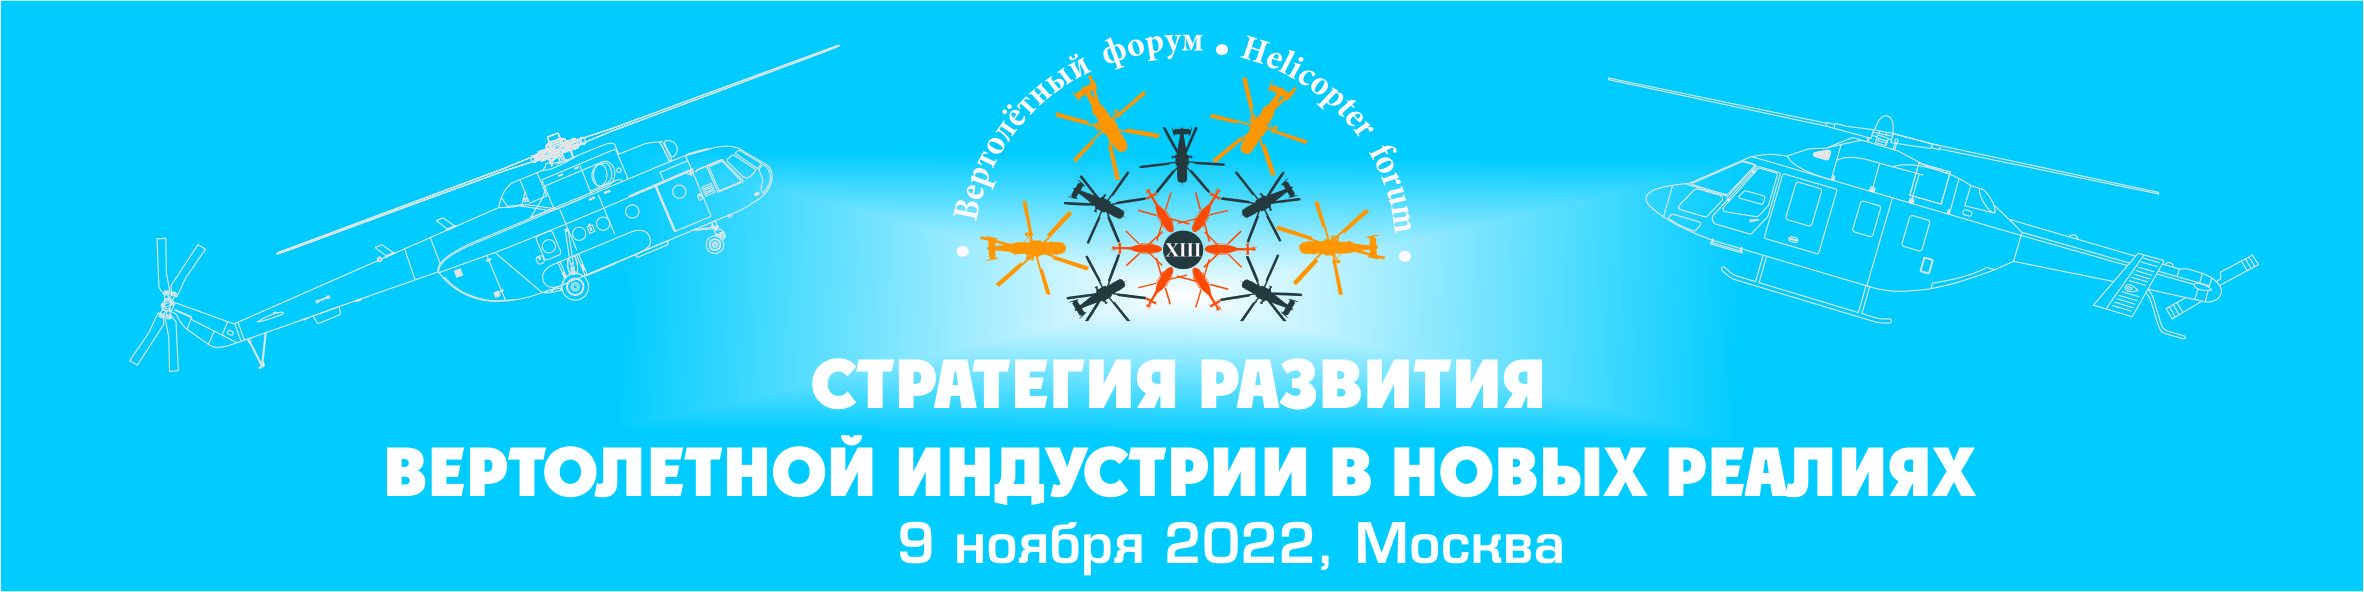 • Вертолётный форум • Helicopter forum •
XIII
СТРАТЕГИЯ РАЗВИТИЯ
ВЕРТОЛЕТНОЙ ИНДУСТРИИ В НОВЫХ РЕАЛИЯХ
9 ноября 2022, Москва